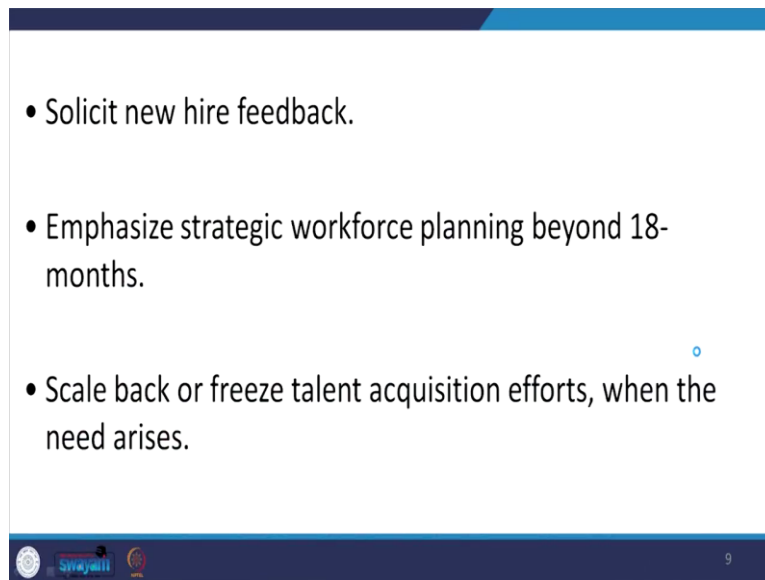 • Solicit new hire feedback.
• Emphasize strategic workforce planning beyond 18-
months.
• Scale back or freeze talent acquisition efforts, when the
need arises.
swayam
9